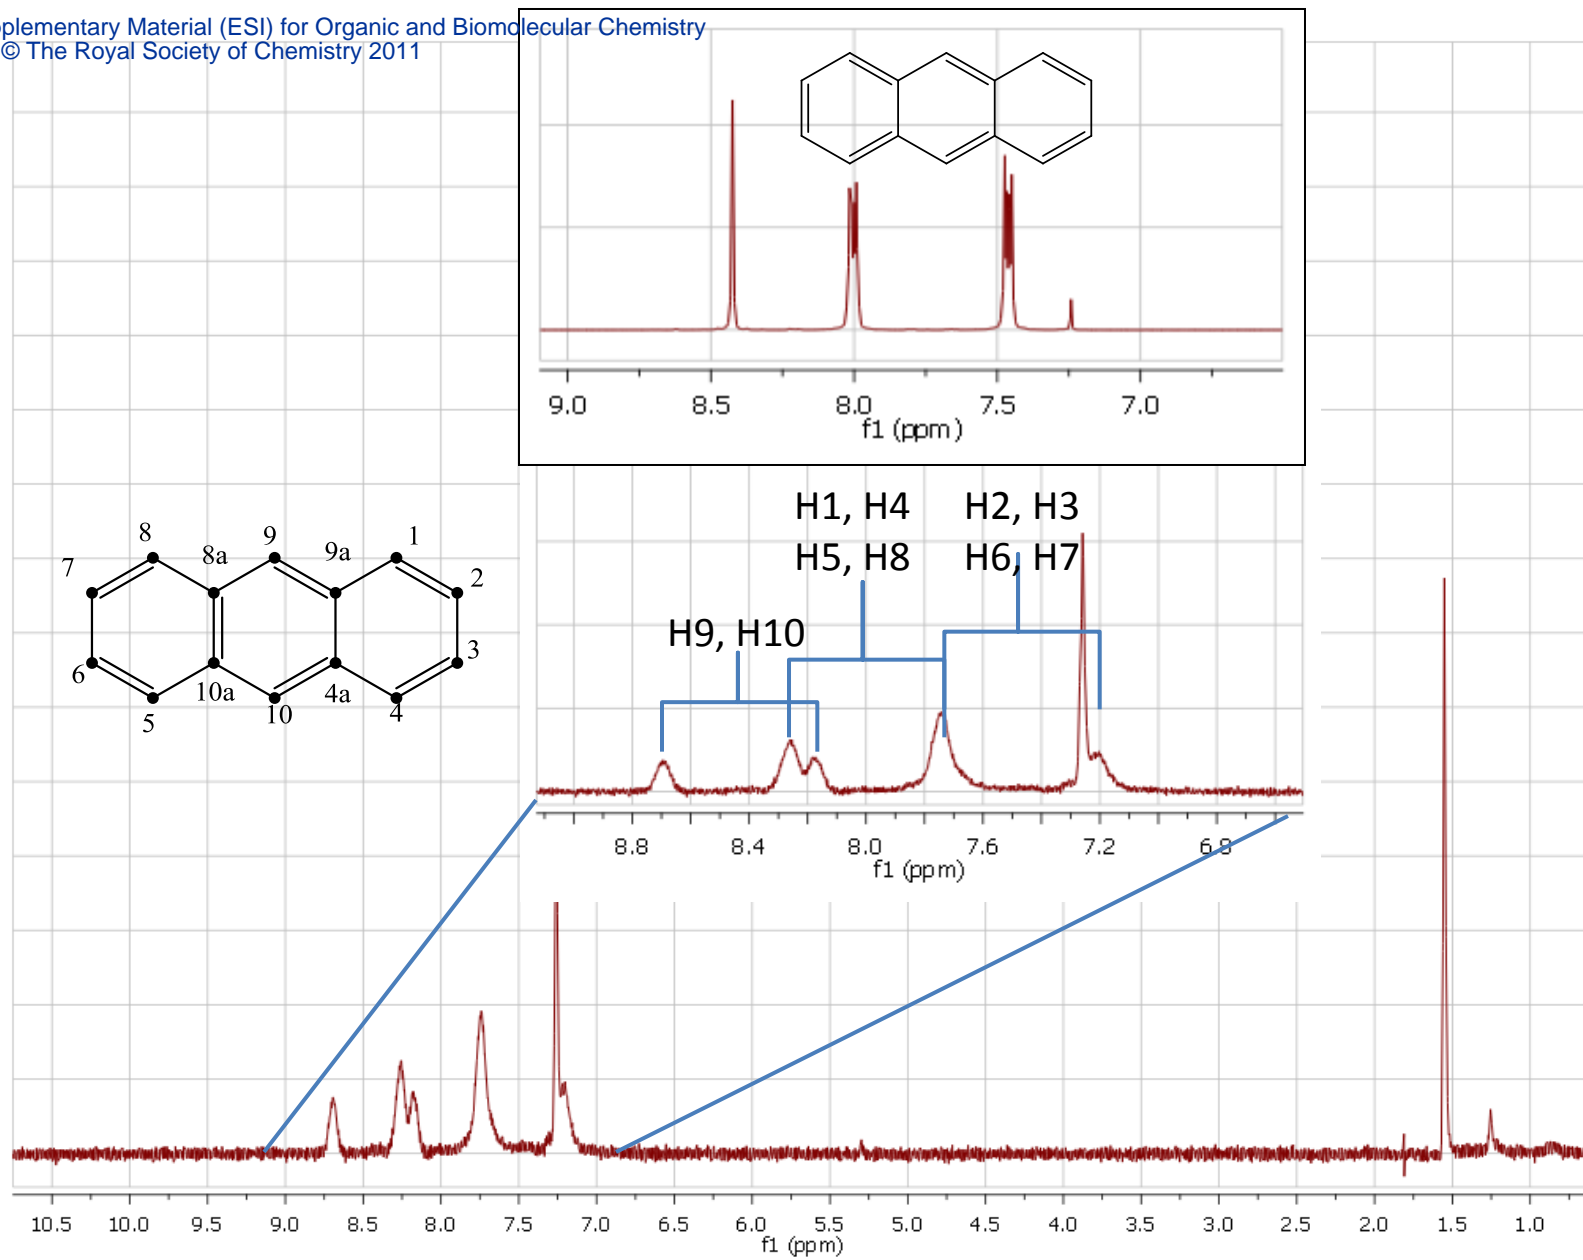 plementary Material (ESI) for Organic and Biomolecular Chemistry
© The Royal Society of Chemistry 2011
9.0 8.5 8.0 7.5 7.0
f1 (ppm)
H1, H4 H2, H3
H5, H8 H6, H7
H9, H10
8 9 1
7 8a 9a 2
6 10a 4a 3
5 10 4
8.8 8.4 8.0 7.6 7.2 6.8
f1 (ppm)
10.5 10.0 9.5 9.0 8.5 8.0 7.5 7.0 6.5 6.0 5.5 5.0 4.5 4.0 3.5 3.0 2.5 2.0 1.5 1.0
f1 (ppm)